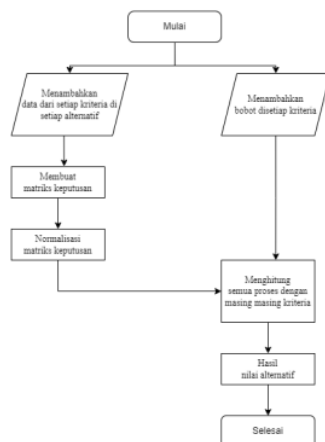 Mulai
Menambahkan
data dari setiap kriteria di
setiap alternatif
Menambahkan
bobot disetiap kriteria
Membuat
matriks keputusan
Normalisasi
matriks keputusan
Menghitung
semua proses dengan
masing masing kriteria
Hasil
nilai alternatif
Selesai